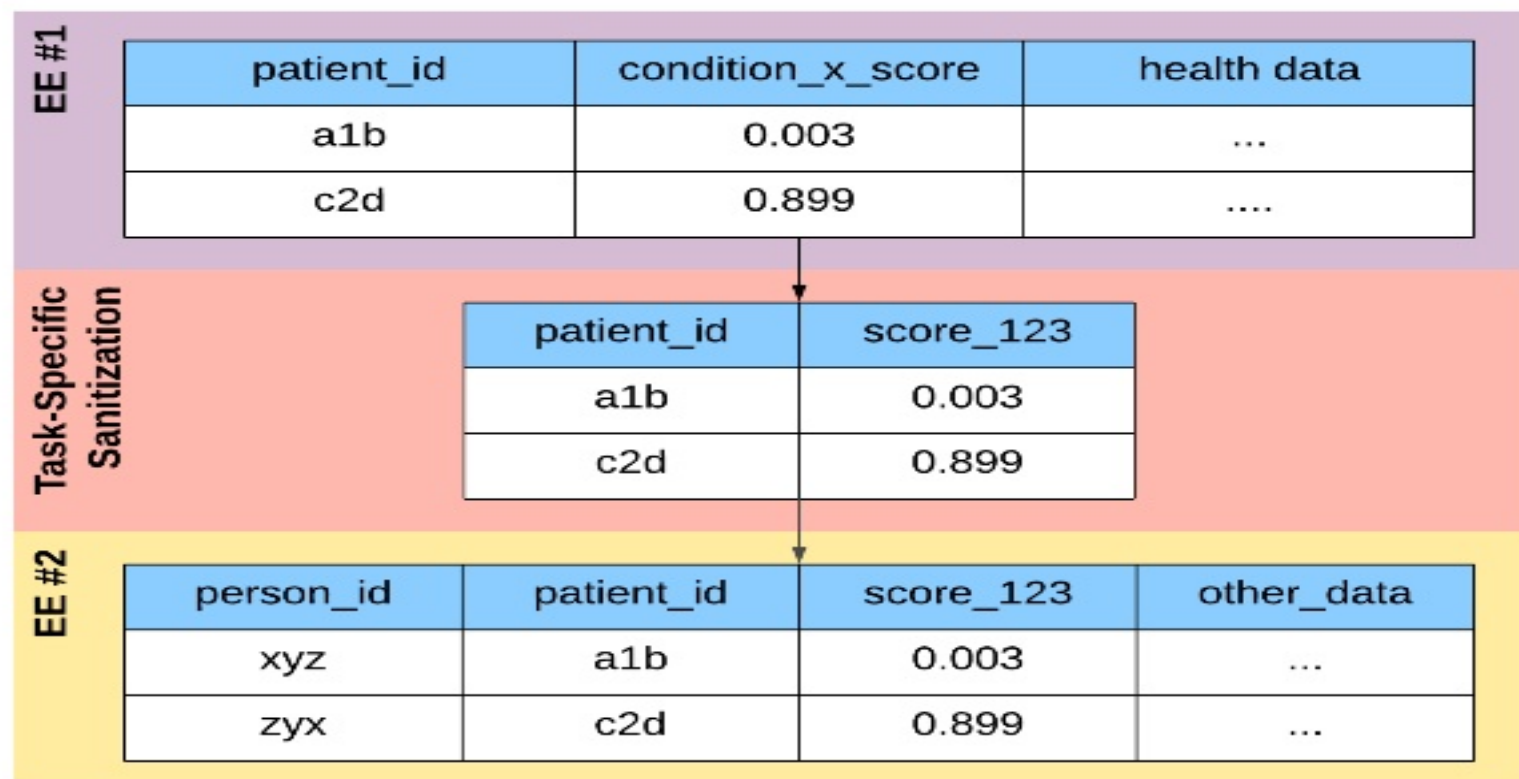 EE #1
patient_id condition_x_score health data
a1b 0.003 ...
c2d 0.899 ....
Task-Specific
Sanitization
patient_id score_123
a1b 0.003
c2d 0.899
EE #2
person_id patient_id score_123 other_data
xyz a1b 0.003 ...
zyx c2d 0.899 ...